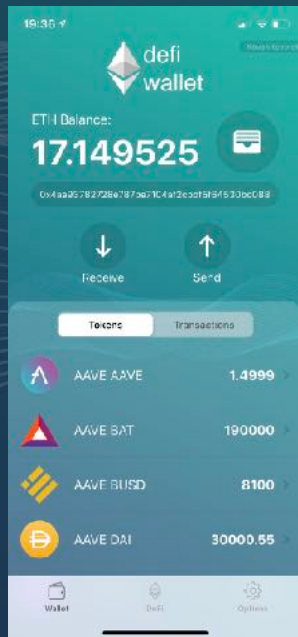 19:36
defi
wallet
ETH Balance:
17.149525
Receive
Send
Tokens
Transactions
AAVE AAVE
1.4999
AAVE BAT
190000
AAVE BUSD
8100
AAVE DAI
30000.55
Wallet
DeFi
Options